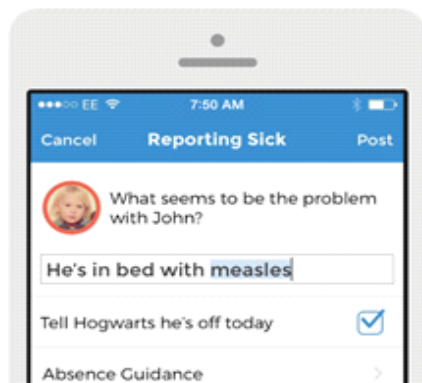 EE 7:50 AM
Cancel Reporting Sick Post
What seems to be the problem
with John?
He's in bed with measles
Tell Hogwarts he's off today
Absence Guidance